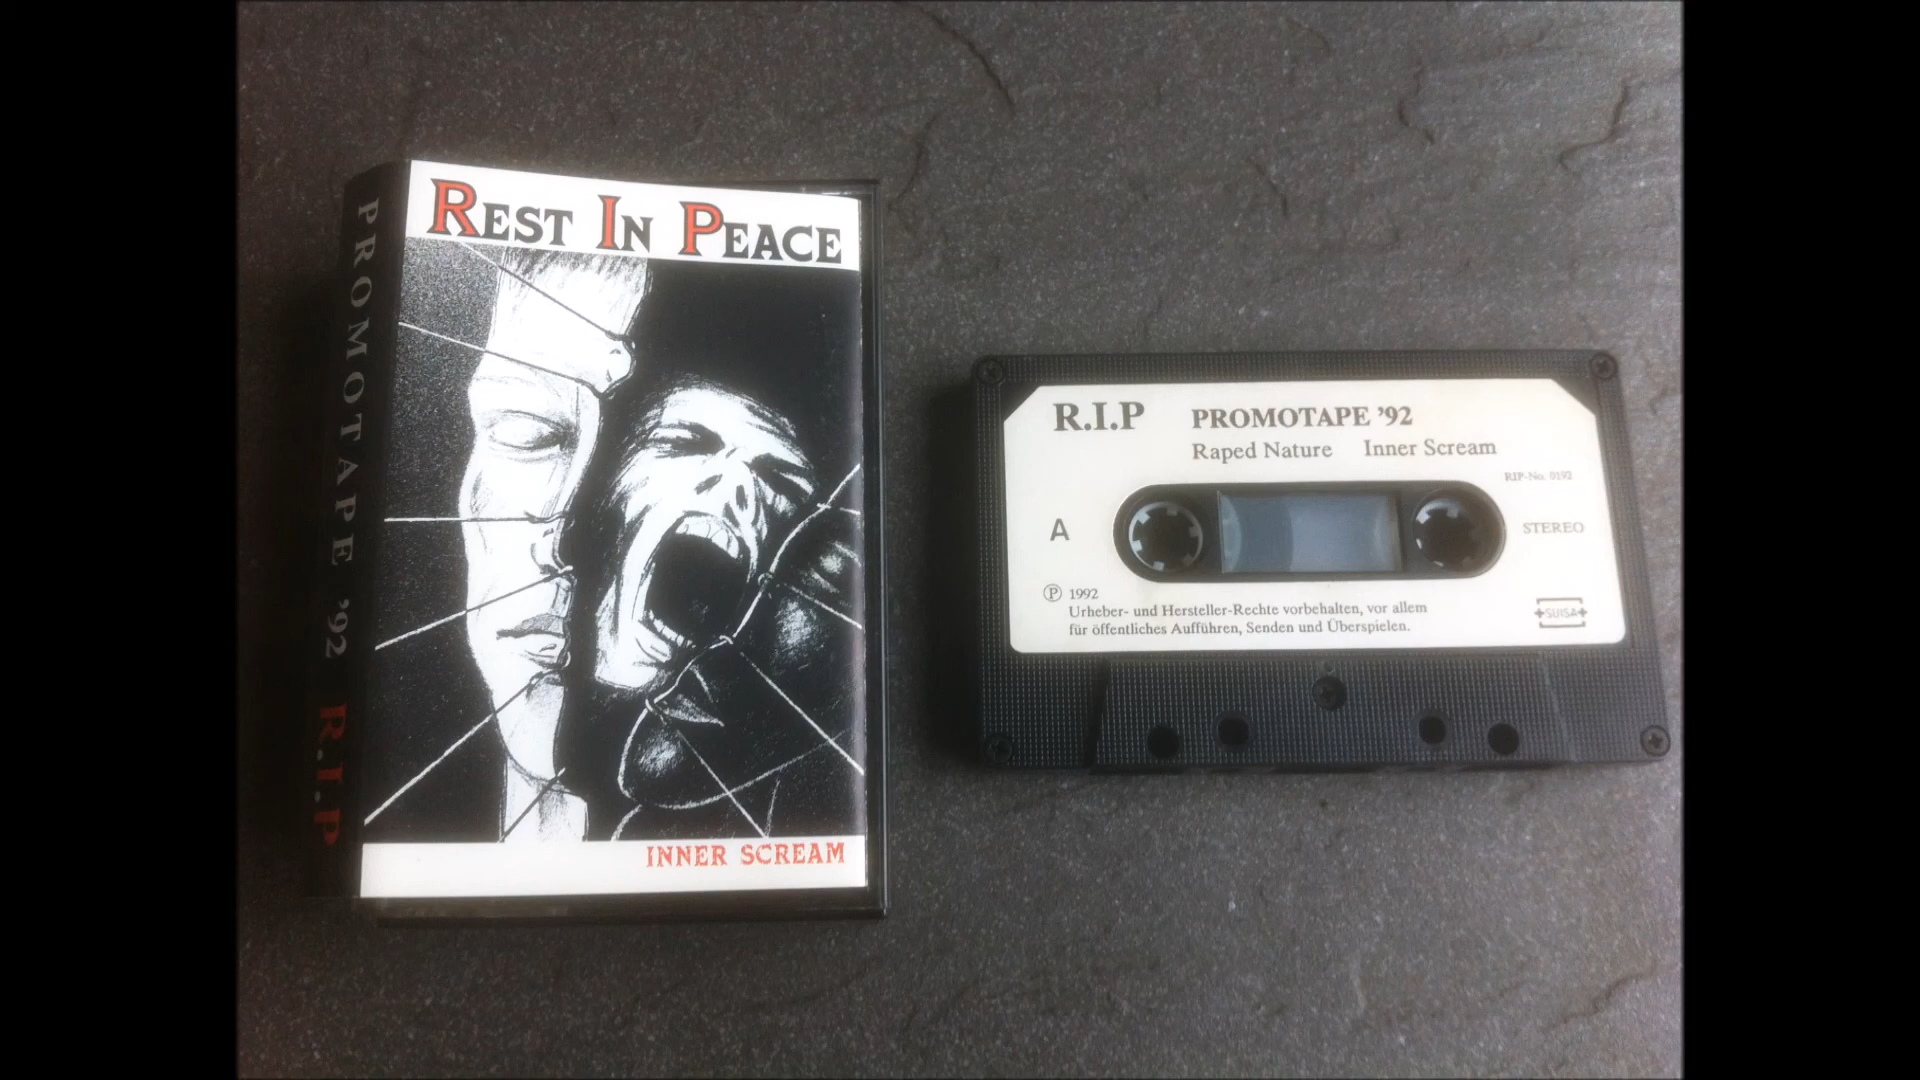 PROMOTAPE '92 R.I.P
REST IN PEACE
INNER SCREAM
R.I.P PROMOTAPE '92
Raped Nature Inner Scream
RIP-No. 0192
A STEREO
Ⓟ 1992
Urheber- und Hersteller-Rechte vorbehalten, vor allem
für öffentliches Aufführen, Senden und Überspielen.
SUISA